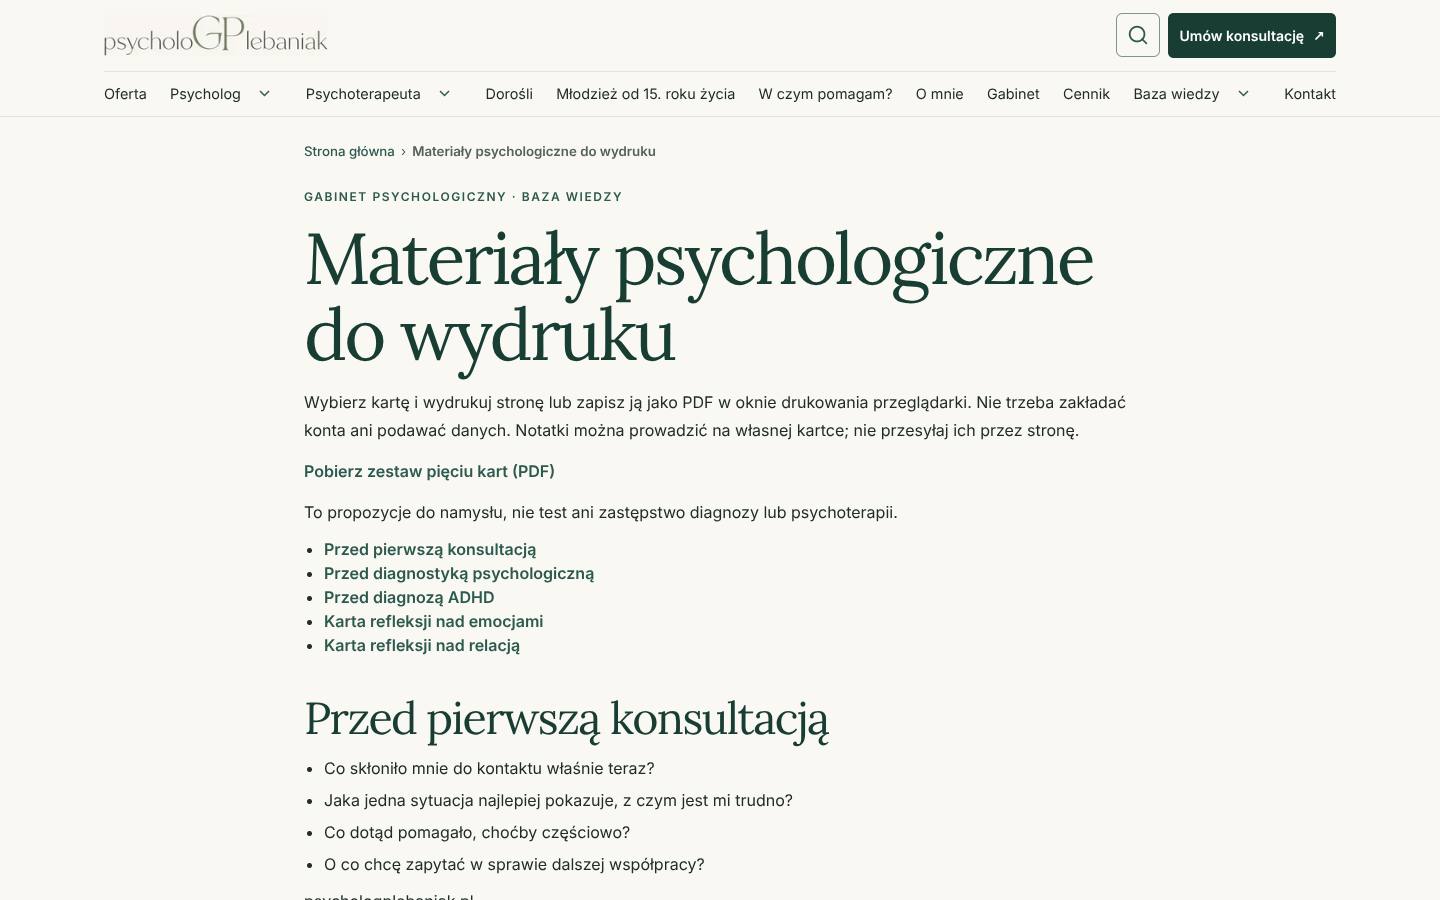 psycholoGPlebaniak
Umów konsultację ↗
Oferta Psycholog Psychoterapeuta Dorośli Młodzież od 15. roku życia W czym pomagam? O mnie Gabinet Cennik Baza wiedzy Kontakt
Strona główna › Materiały psychologiczne do wydruku
GABINET PSYCHOLOGICZNY · BAZA WIEDZY
Materiały psychologiczne
do wydruku
Wybierz kartę i wydrukuj stronę lub zapisz ją jako PDF w oknie drukowania przeglądarki. Nie trzeba zakładać
konta ani podawać danych. Notatki można prowadzić na własnej kartce; nie przesyłaj ich przez stronę.
Pobierz zestaw pięciu kart (PDF)
To propozycje do namysłu, nie test ani zastępstwo diagnozy lub psychoterapii.
• Przed pierwszą konsultacją
• Przed diagnostyką psychologiczną
• Przed diagnozą ADHD
• Karta refleksji nad emocjami
• Karta refleksji nad relacją
Przed pierwszą konsultacją
• Co skłoniło mnie do kontaktu właśnie teraz?
• Jaka jedna sytuacja najlepiej pokazuje, z czym jest mi trudno?
• Co dotąd pomagało, choćby częściowo?
• O co chcę zapytać w sprawie dalszej współpracy?